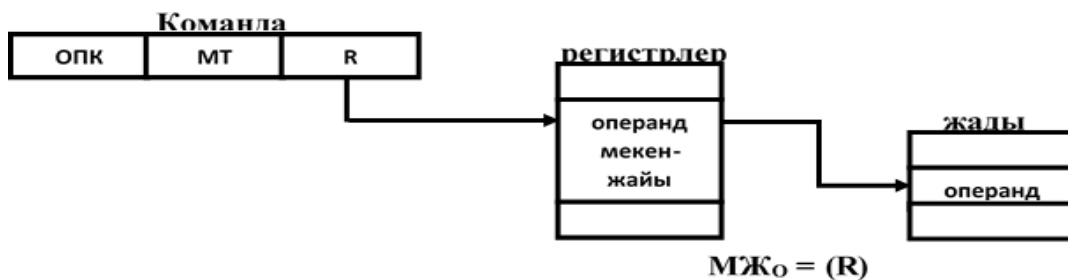 Команда
ОПК МТ R
регистрлер
операнд
мекен-
жайы
жады
операнд
МЖО = (R)